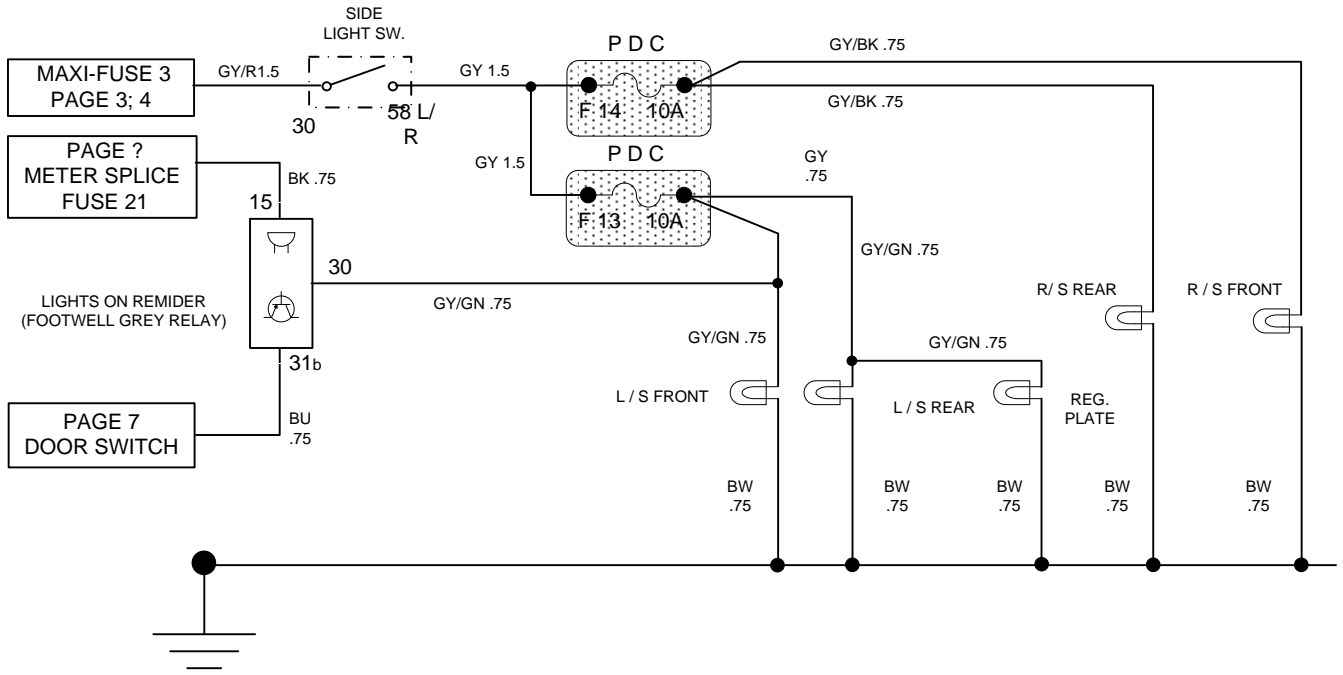 SIDE
LIGHT SW.
P D C
GY/BK .75
MAXI-FUSE 3
PAGE 3; 4
GY/R1.5
GY 1.5
F 14 10A
GY/BK .75
30
58 L/
R
PAGE ?
METER SPLICE
FUSE 21
BK .75
GY 1.5
P D C
GY
.75
15
F 13 10A
GY/GN .75
30
LIGHTS ON REMIDER
(FOOTWELL GREY RELAY)
GY/GN .75
R/ S REAR
R / S FRONT
GY/GN .75
GY/GN .75
31b
L / S FRONT
L / S REAR
REG.
PLATE
PAGE 7
DOOR SWITCH
BU
.75
BW
.75
BW
.75
BW
.75
BW
.75
BW
.75